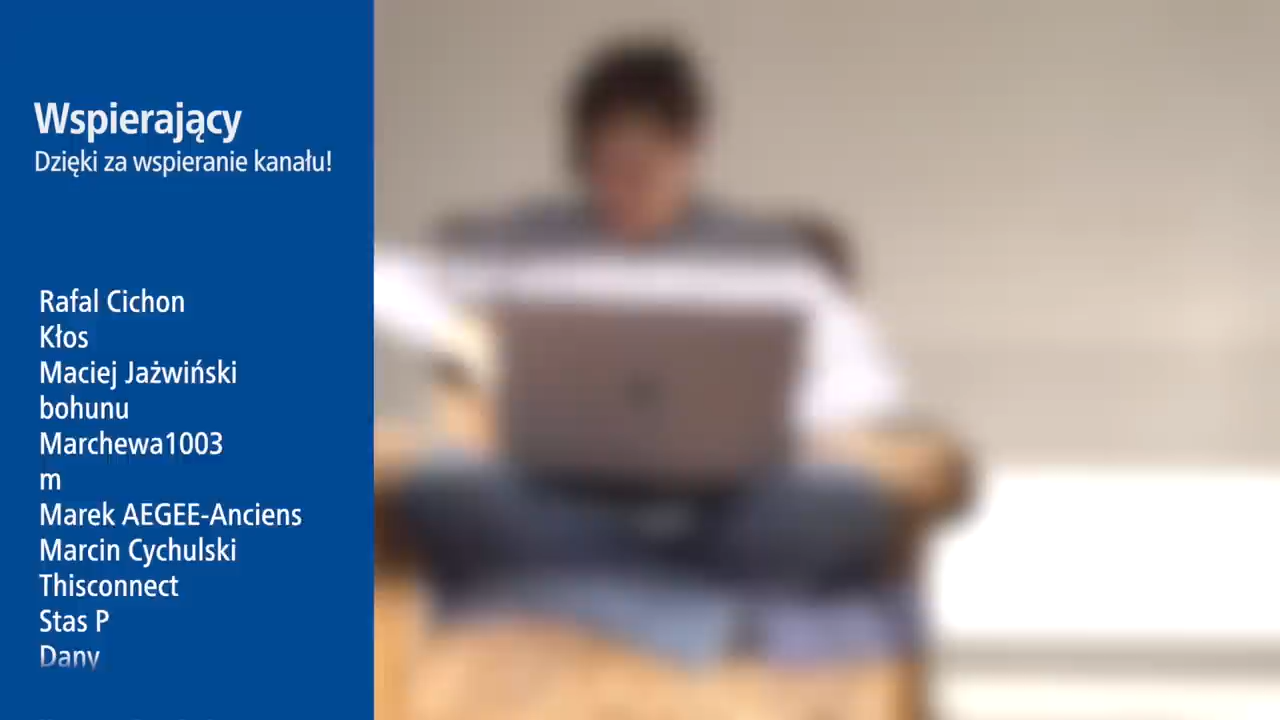 Wspierający
Dzięki za wspieranie kanału!
Rafal Cichon
Kłos
Maciej Jażwiński
bohunu
Marchewa1003
m
Marek AEGEE-Anciens
Marcin Cychulski
Thisconnect
Stas P
Dany